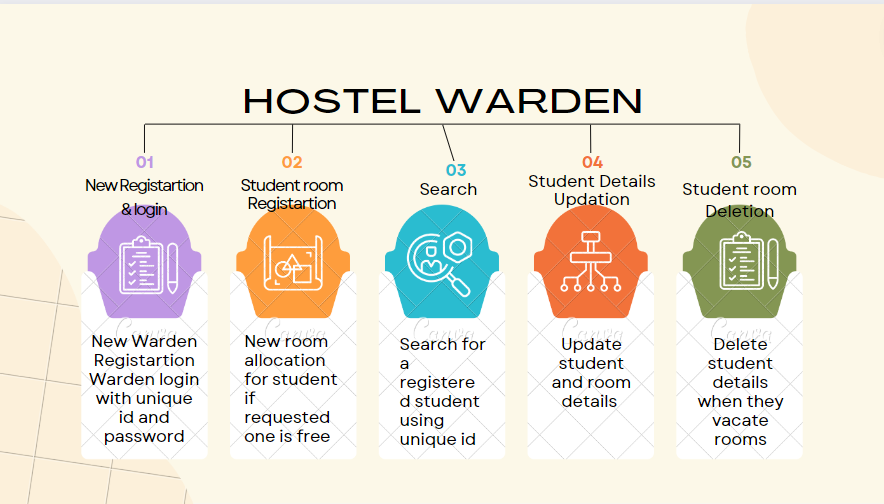 HOSTEL WARDEN
01
New Registartion
& login
02
Student room
Registartion
03
Search
04
Student Details
Updation
05
Student room
Deletion
Canva
New Warden
Registartion
Warden login
with unique
id and
password
Canva
New room
allocation
for student
if
requested
one is free
Canva
Search for
a
registere
d student
using
unique id
Canva
Update
student
and room
details
Canva
Delete
student
details
when they
vacate
rooms